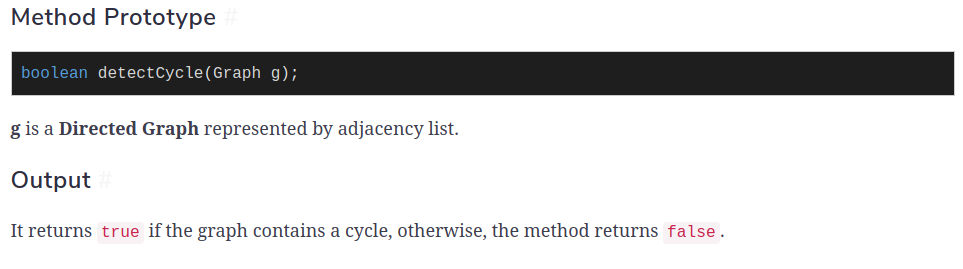 Method Prototype #
boolean detectCycle(Graph g);
g is a Directed Graph represented by adjacency list.
Output #
It returns true if the graph contains a cycle, otherwise, the method returns false.